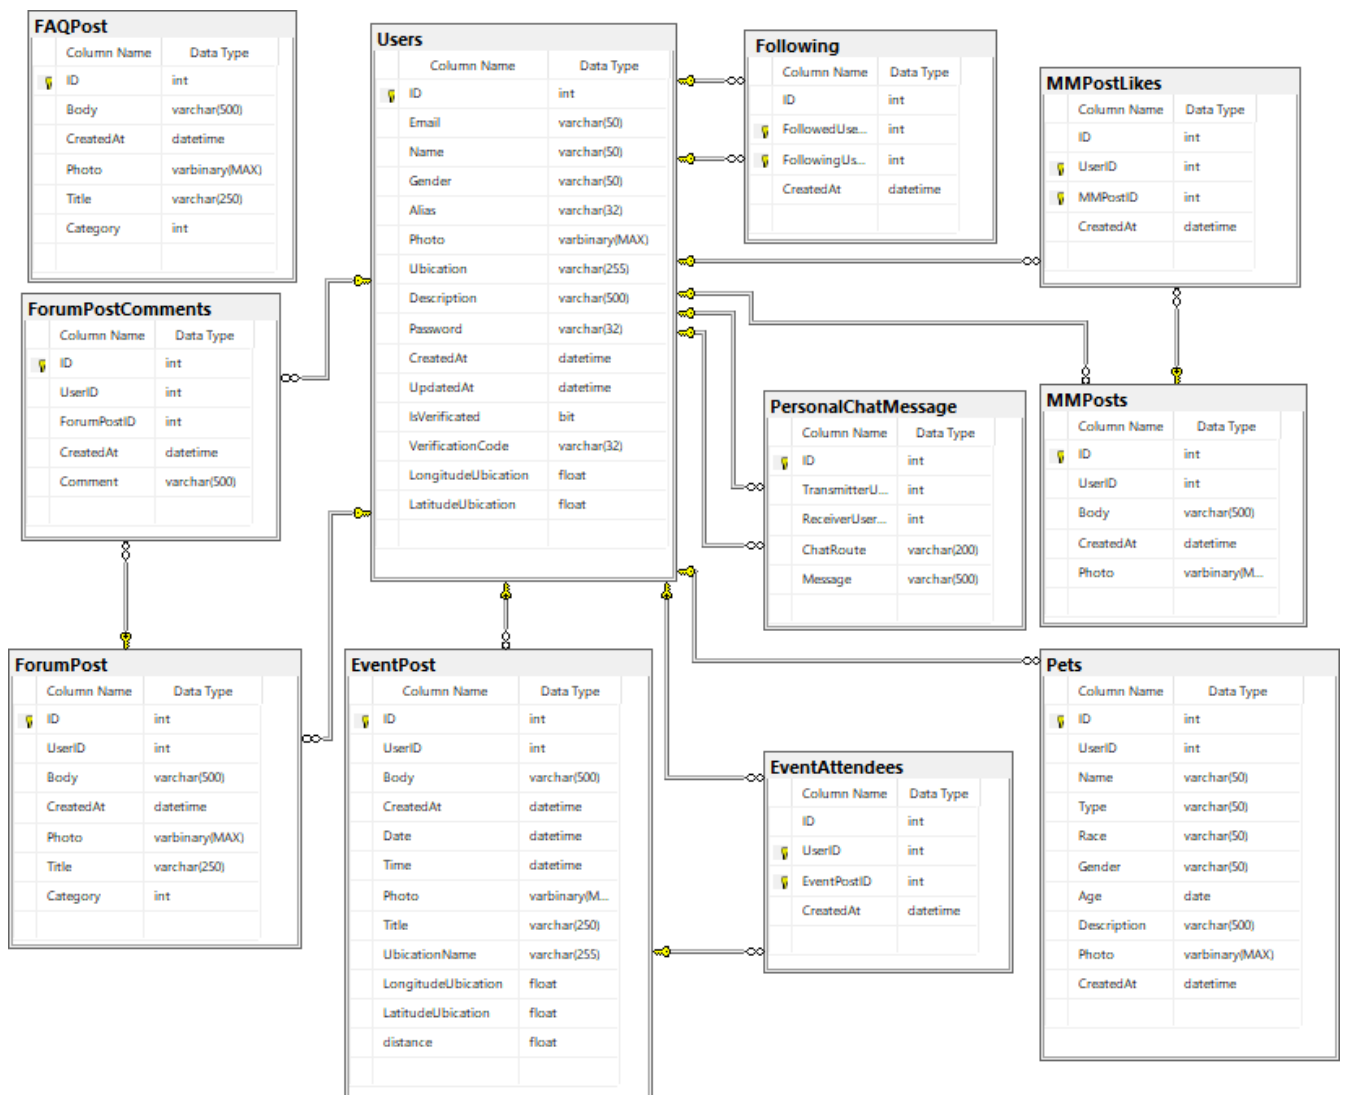 FAQPost
Column Name Data Type
ID int
Body varchar(500)
CreatedAt datetime
Photo varbinary(MAX)
Title varchar(250)
Category int
Users
Column Name Data Type
ID int
Email varchar(50)
Name varchar(50)
Gender varchar(50)
Alias varchar(32)
Photo varbinary(MAX)
Ubication varchar(255)
Description varchar(500)
Password varchar(32)
CreatedAt datetime
UpdatedAt datetime
IsVerificated bit
VerificationCode varchar(32)
LongitudeUbication float
LatitudeUbication float
Following
Column Name Data Type
ID int
FollowedUse... int
FollowingUs... int
CreatedAt datetime
MMPostLikes
Column Name Data Type
ID int
UserID int
MMPostID int
CreatedAt datetime
ForumPostComments
Column Name Data Type
ID int
UserID int
ForumPostID int
CreatedAt datetime
Comment varchar(500)
PersonalChatMessage
Column Name Data Type
ID int
TransmitterU... int
ReceiverUser... int
ChatRoute varchar(200)
Message varchar(500)
MMPosts
Column Name Data Type
ID int
UserID int
Body varchar(500)
CreatedAt datetime
Photo varbinary(M...
ForumPost
Column Name Data Type
ID int
UserID int
Body varchar(500)
CreatedAt datetime
Photo varbinary(MAX)
Title varchar(250)
Category int
EventPost
Column Name Data Type
ID int
UserID int
Body varchar(500)
CreatedAt datetime
Date datetime
Time datetime
Photo varbinary(M...
Title varchar(250)
UbicationName varchar(255)
LongitudeUbication float
LatitudeUbication float
distance float
EventAttendees
Column Name Data Type
ID int
UserID int
EventPostID int
CreatedAt datetime
Pets
Column Name Data Type
ID int
UserID int
Name varchar(50)
Type varchar(50)
Race varchar(50)
Gender varchar(50)
Age date
Description varchar(500)
Photo varbinary(MAX)
CreatedAt datetime